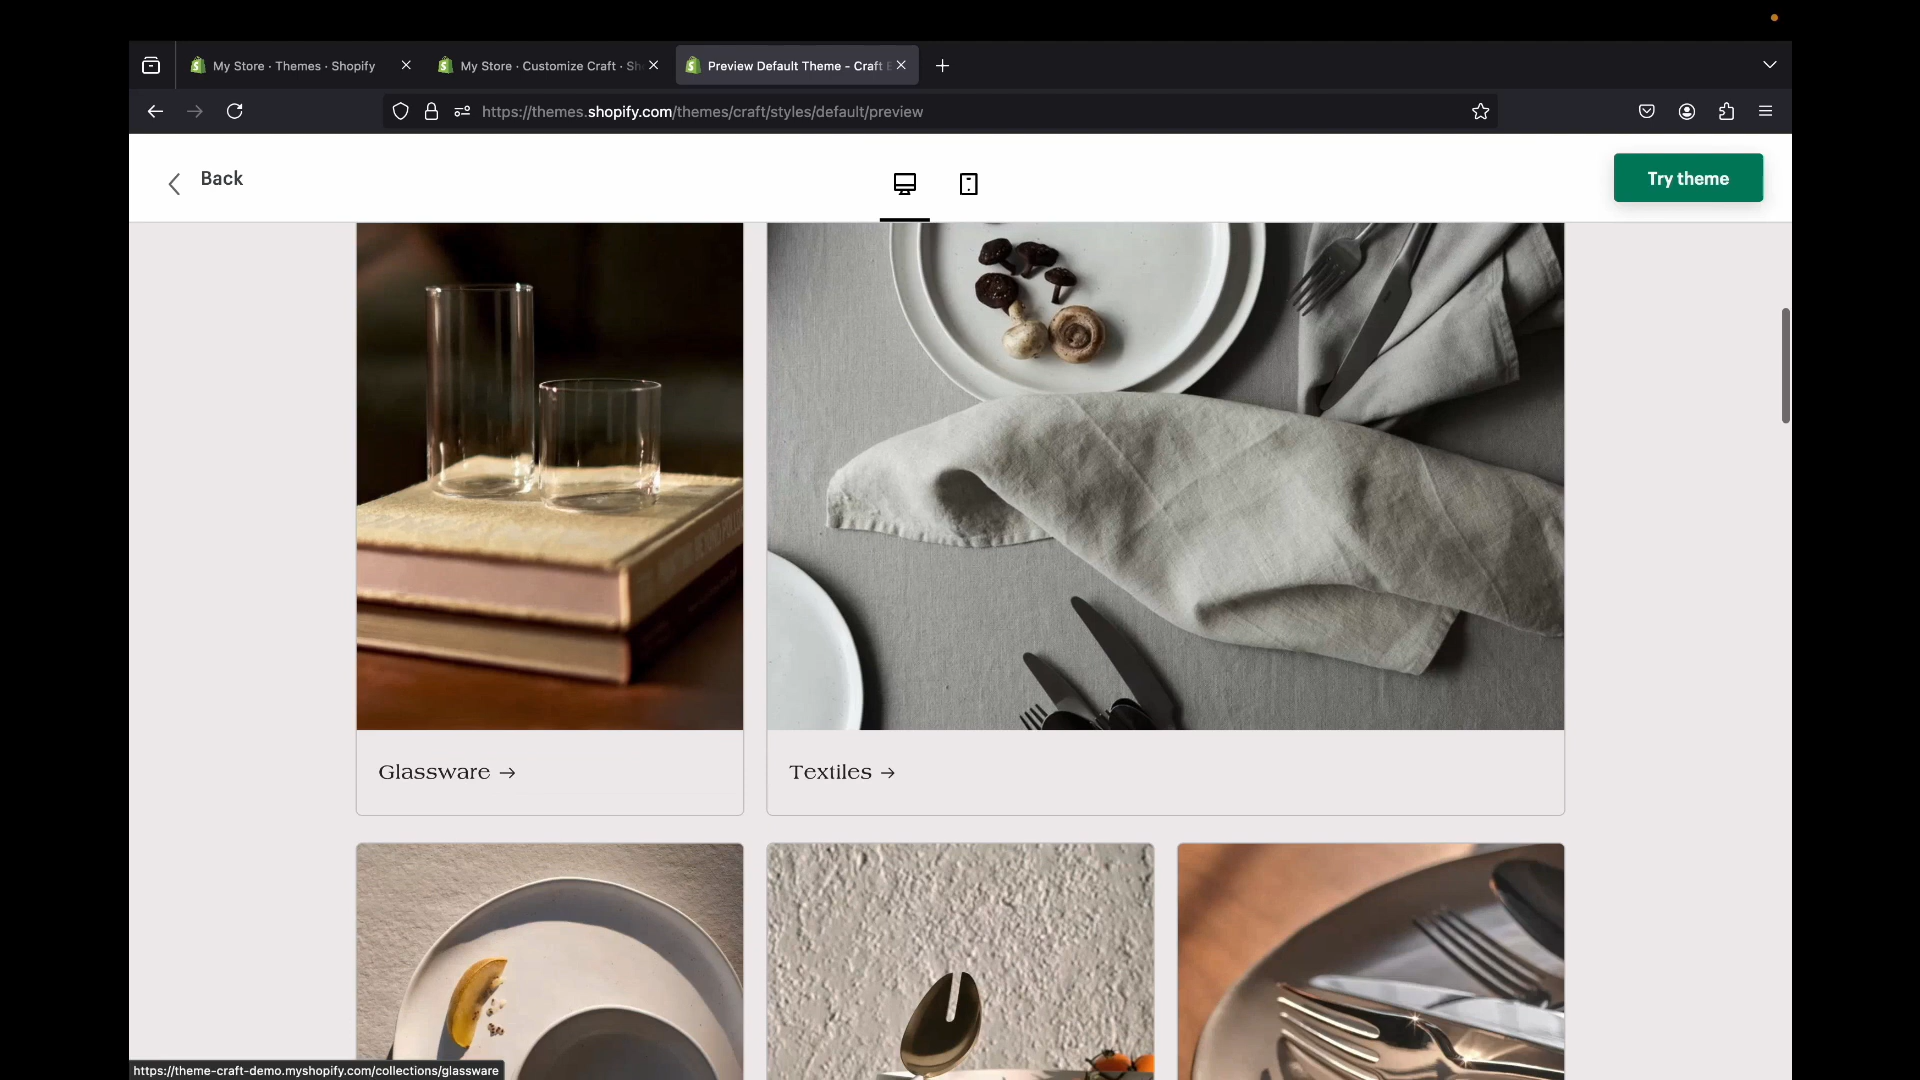 My Store · Themes · Shopify
My Store · Customize Craft · Sh
Preview Default Theme - Craft E
https://themes.shopify.com/themes/craft/styles/default/preview
Back
Try theme
Glassware →
Textiles →
https://theme-craft-demo.myshopify.com/collections/glassware